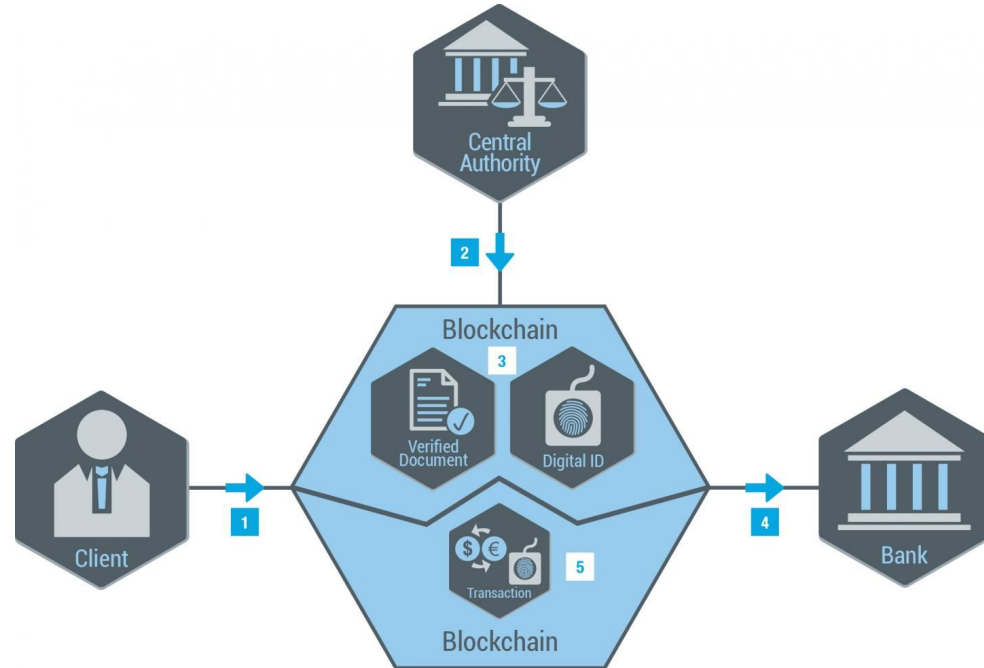 Central
Authority
2
Blockchain
3
Verified
Document
Digital ID
Client
1
4
Bank
$ €
5
Transaction
Blockchain